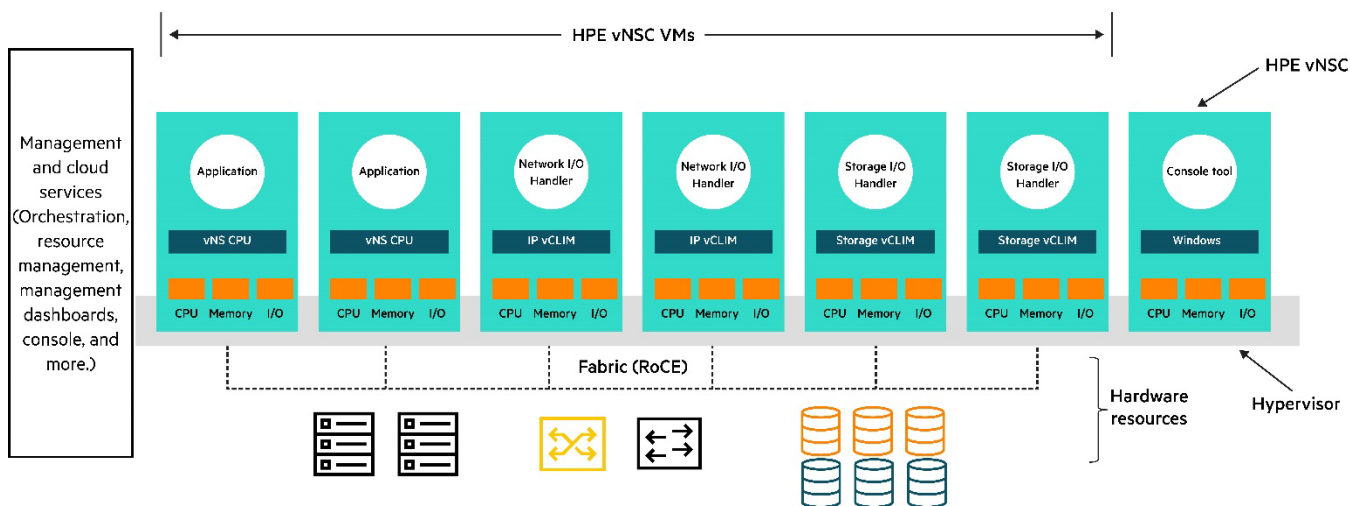 HPE vNSC VMs
HPE vNSC
Management
and cloud
services
(Orchestration,
resource
management,
management
dashboards,
console, and
more.)
Application
Application
Network I/O
Handler
Network I/O
Handler
Storage I/O
Handler
Storage I/O
Handler
Console tool
vNS CPU
vNS CPU
IP vCLIM
IP vCLIM
Storage vCLIM
Storage vCLIM
Windows
CPU Memory I/O
CPU Memory I/O
CPU Memory I/O
CPU Memory I/O
CPU Memory I/O
CPU Memory I/O
CPU Memory I/O
Fabric (RoCE)
Hardware
resources
Hypervisor